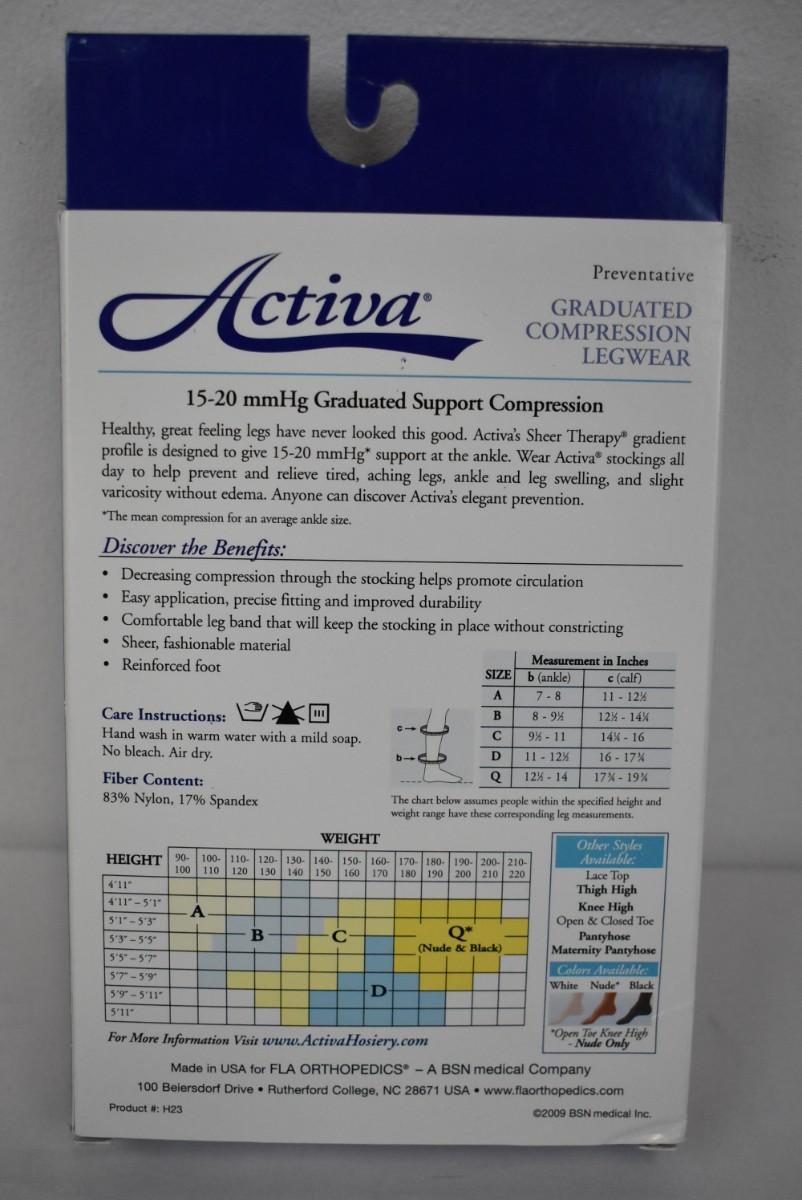 Activa®
Preventative
GRADUATED
COMPRESSION
LEGWEAR
15-20 mmHg Graduated Support Compression
Healthy, great feeling legs have never looked this good. Activa's Sheer Therapy® gradient
profile is designed to give 15-20 mmHg* support at the ankle. Wear Activa® stockings all
day to help prevent and relieve tired, aching legs, ankle and leg swelling, and slight
varicosity without edema. Anyone can discover Activa's elegant prevention.
*The mean compression for an average ankle size.
Discover the Benefits:
• Decreasing compression through the stocking helps promote circulation
• Easy application, precise fitting and improved durability
• Comfortable leg band that will keep the stocking in place without constricting
• Sheer, fashionable material
• Reinforced foot
Measurement in Inches
SIZE b (ankle) c (calf)
A 7 - 8 11 - 12½
B 8 - 9½ 12½ - 14¼
C 9½ - 11 14¼ - 16
D 11 - 12½ 16 - 17¾
Q 12½ - 14 17¾ - 19¾
c
b
Care Instructions:
Hand wash in warm water with a mild soap.
No bleach. Air dry.
Fiber Content:
83% Nylon, 17% Spandex
The chart below assumes people within the specified height and
weight range have these corresponding leg measurements.
WEIGHT
HEIGHT 90-100 100-110 110-120 120-130 130-140 140-150 150-160 160-170 170-180 180-190 190-200 200-210 210-220
4'11"
4'11" – 5'1"
5'1" – 5'3"
5'3" – 5'5"
5'5" – 5'7"
5'7" – 5'9"
5'9" – 5'11"
5'11"
A
B
C
Q*
(Nude & Black)
D
Other Styles
Available:
Lace Top
Thigh High
Knee High
Open & Closed Toe
Pantyhose
Maternity Pantyhose
Colors Available:
White Nude* Black
*Open Toe Knee High
- Nude Only
For More Information Visit www.ActivaHosiery.com
Made in USA for FLA ORTHOPEDICS® – A BSN medical Company
100 Beiersdorf Drive • Rutherford College, NC 28671 USA • www.flaorthopedics.com
Product #: H23
©2009 BSN medical Inc.